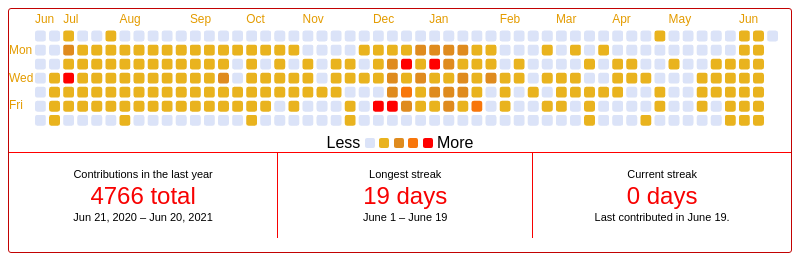 Jun Jul Aug Sep Oct Nov Dec Jan Feb Mar Apr May Jun
Mon
Wed
Fri
Less More
Contributions in the last year
4766 total
Jun 21, 2020 – Jun 20, 2021
Longest streak
19 days
June 1 – June 19
Current streak
0 days
Last contributed in June 19.